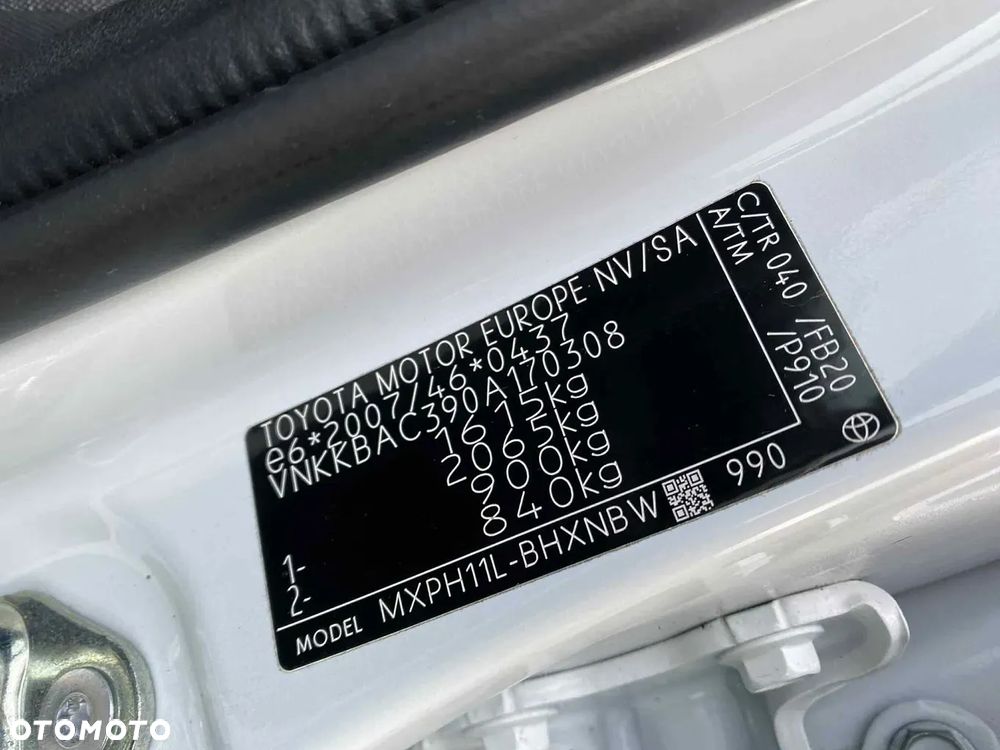 TOYOTA MOTOR EUROPE NV/SA
e6*2007/46*0437
VNKKBAC390A170308
1615kg
2065kg
1- 900kg
2- 840kg
MODEL MXPH11L-BHXNBW 990
C/TR 040 /FB20
A/TM /P910
OTOMOTO